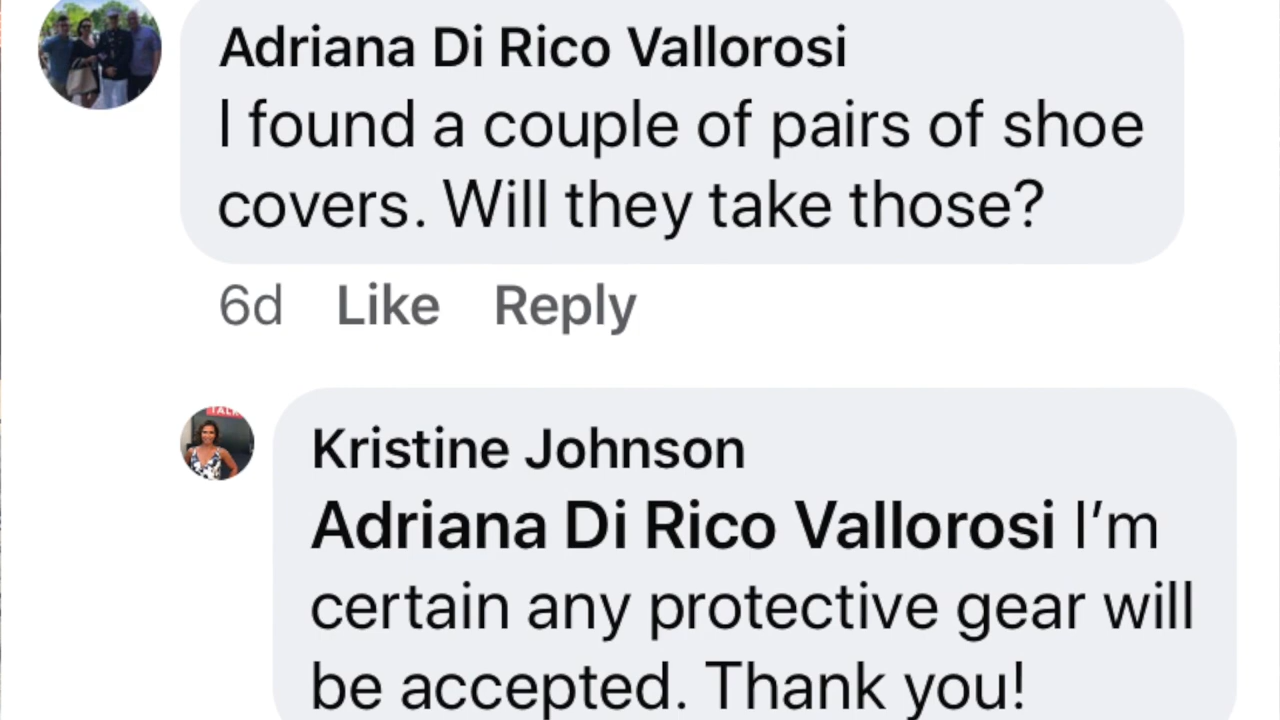 Adriana Di Rico Vallorosi
I found a couple of pairs of shoe
covers. Will they take those?
6d Like Reply
TALK
Kristine Johnson
Adriana Di Rico Vallorosi I’m
certain any protective gear will
be accepted. Thank you!